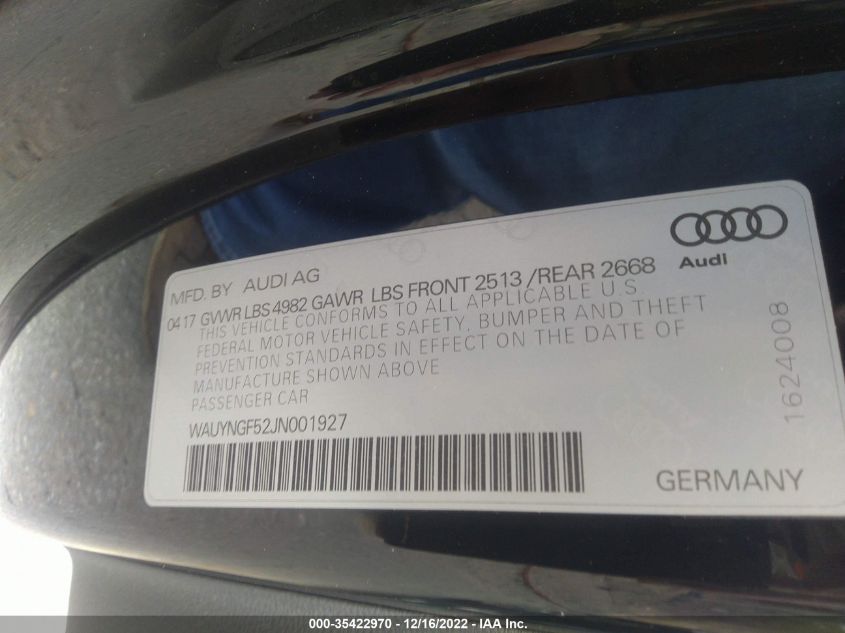 MFD. BY AUDI AG
Audi
0417 GVWR LBS 4982 GAWR LBS FRONT 2513 /REAR 2668
THIS VEHICLE CONFORMS TO ALL APPLICABLE U.S.
FEDERAL MOTOR VEHICLE SAFETY, BUMPER AND THEFT
PREVENTION STANDARDS IN EFFECT ON THE DATE OF
MANUFACTURE SHOWN ABOVE
PASSENGER CAR
WAUYNGF52JN001927
1624008
GERMANY
000-35422970 - 12/16/2022 - IAA Inc.